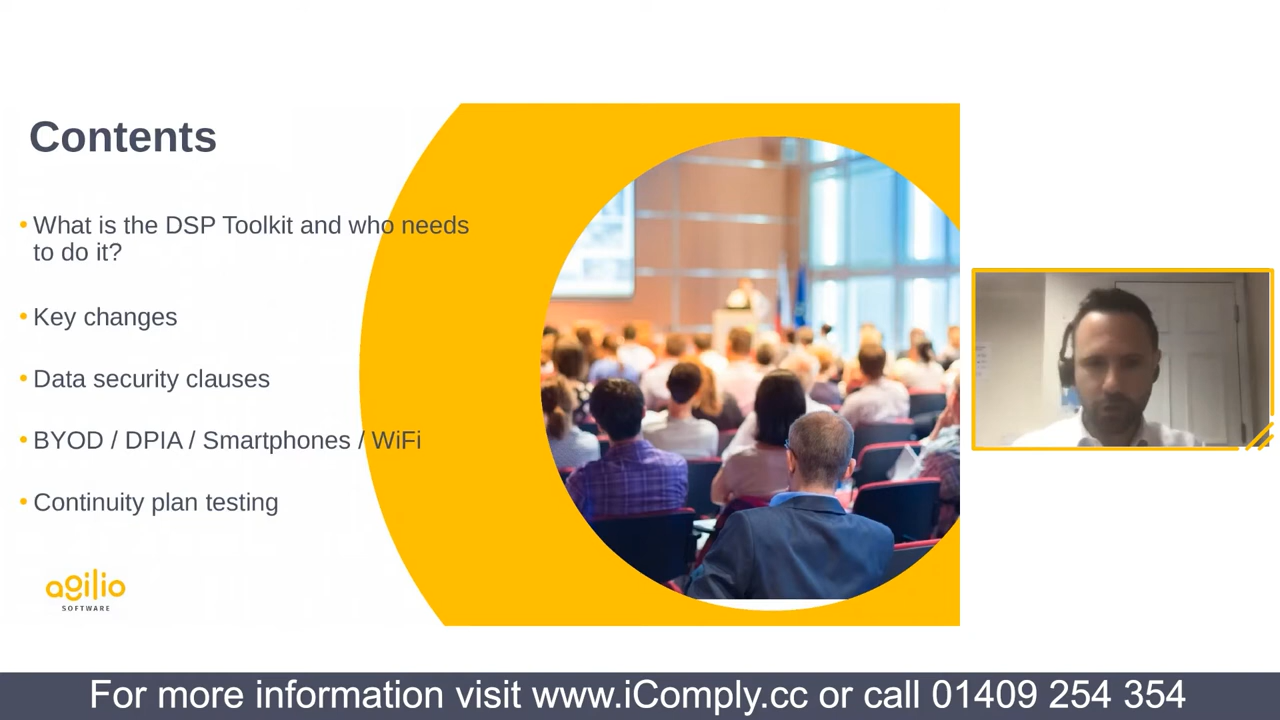 Contents
• What is the DSP Toolkit and who needs
to do it?
• Key changes
• Data security clauses
• BYOD / DPIA / Smartphones / WiFi
• Continuity plan testing
agilio
SOFTWARE
For more information visit www.iComply.cc or call 01409 254 354